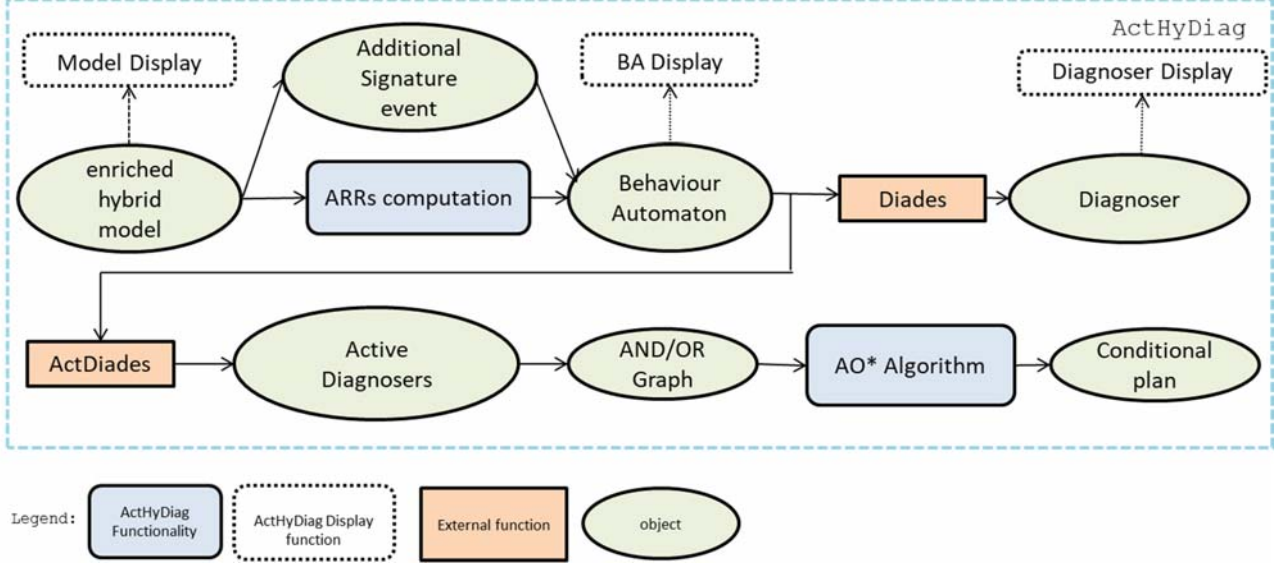 ActHyDiag
Model Display
Additional
Signature
event
BA Display
Diagnoser Display
enriched
hybrid
model
ARRs computation
Behaviour
Automaton
Diades
Diagnoser
ActDiades
Active
Diagnosers
AND/OR
Graph
AO* Algorithm
Conditional
plan
Legend:
ActHyDiag
Functionality
ActHyDiag Display
function
External function
object